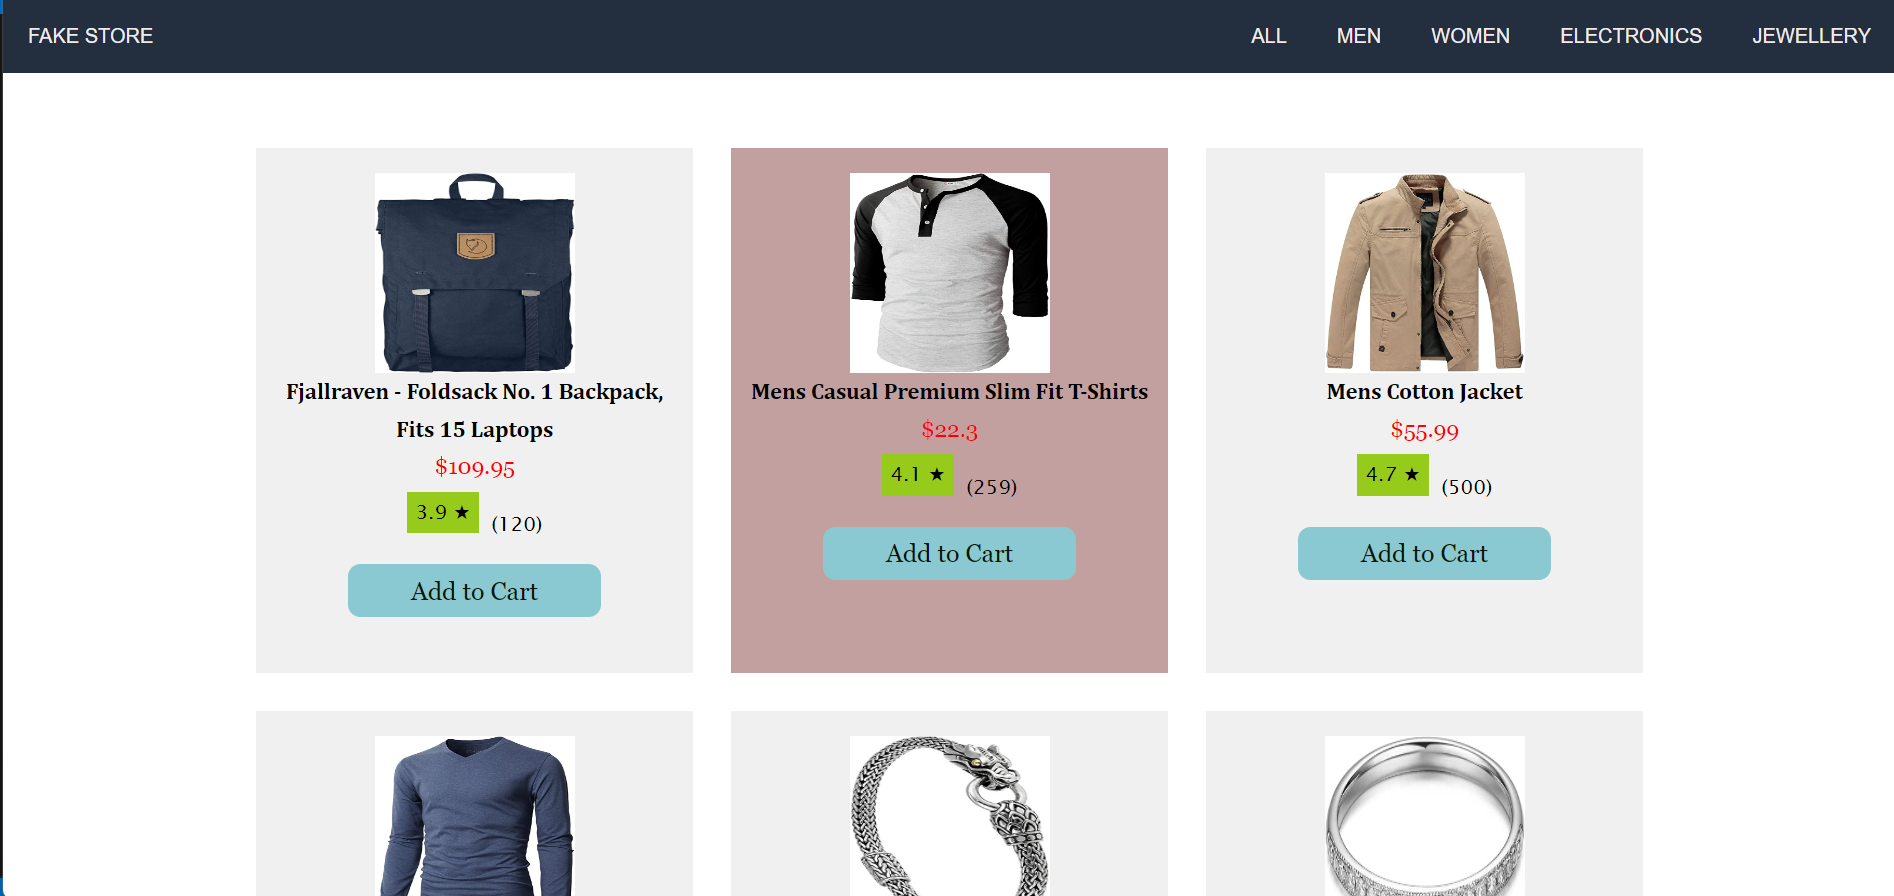 FAKE STORE
ALL MEN WOMEN ELECTRONICS JEWELLERY
Fjallraven - Foldsack No. 1 Backpack,
Fits 15 Laptops
$109.95
3.9 ★ (120)
Add to Cart
Mens Casual Premium Slim Fit T-Shirts
$22.3
4.1 ★ (259)
Add to Cart
Mens Cotton Jacket
$55.99
4.7 ★ (500)
Add to Cart